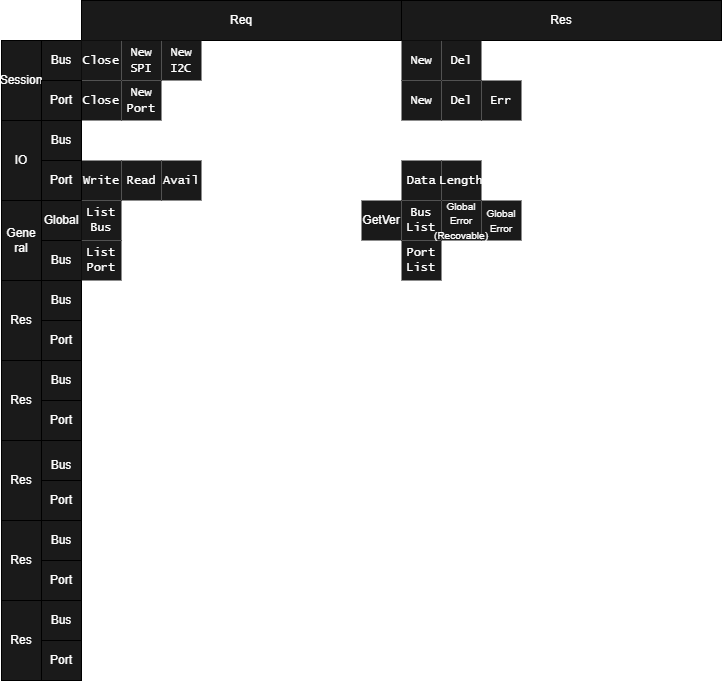 Req
Res
Session
Bus
Close
New
SPI
New
I2C
New
Del
Port
Close
New
Port
New
Del
Err
IO
Bus
Port
Write
Read
Avail
Data
Length
Gene
ral
Global
List
Bus
GetVer
Bus
List
Global
Error
(Recovable)
Global
Error
Bus
List
Port
Port
List
Res
Bus
Port
Res
Bus
Port
Res
Bus
Port
Res
Bus
Port
Res
Bus
Port